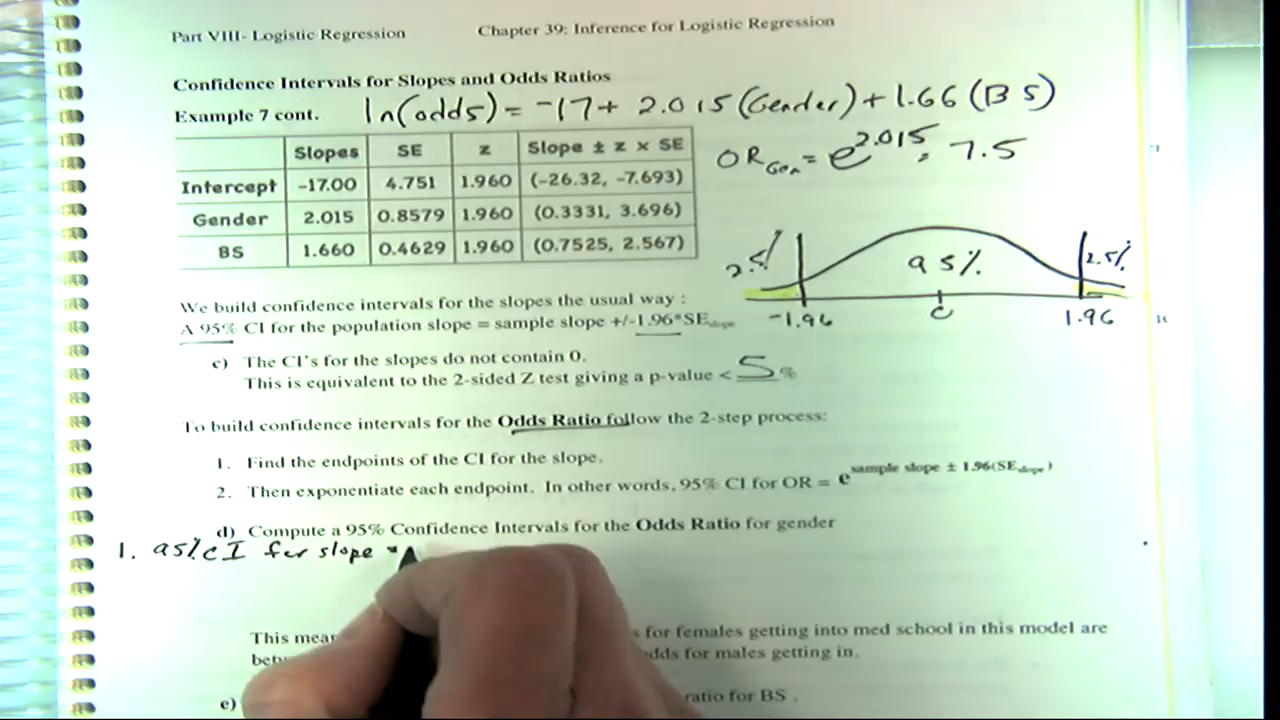 Part VIII- Logistic Regression Chapter 39: Inference for Logistic Regression
Confidence Intervals for Slopes and Odds Ratios
Example 7 cont. ln(odds) = -17 + 2.015 (Gender) + 1.66 (BS)
OR Gen = e^2.015 = 7.5
Slopes SE z Slope ± z x SE
Intercept -17.00 4.751 1.960 (-26.32, -7.693)
Gender 2.015 0.8579 1.960 (0.3331, 3.696)
BS 1.660 0.4629 1.960 (0.7525, 2.567)
2.5% 95% 2.5%
-1.96 0 1.96
We build confidence intervals for the slopes the usual way :
A 95% CI for the population slope = sample slope +/-1.96*SE slope
c) The CI's for the slopes do not contain 0.
This is equivalent to the 2-sided Z test giving a p-value < 5 %
To build confidence intervals for the Odds Ratio follow the 2-step process:
1. Find the endpoints of the CI for the slope.
2. Then exponentiate each endpoint. In other words, 95% CI for OR = e^sample slope ± 1.96(SE slope)
d) Compute a 95% Confidence Intervals for the Odds Ratio for gender
1. 95% CI for slope =
This mean for females getting into med school in this model are
odds for males getting in.
e) ratio for BS .